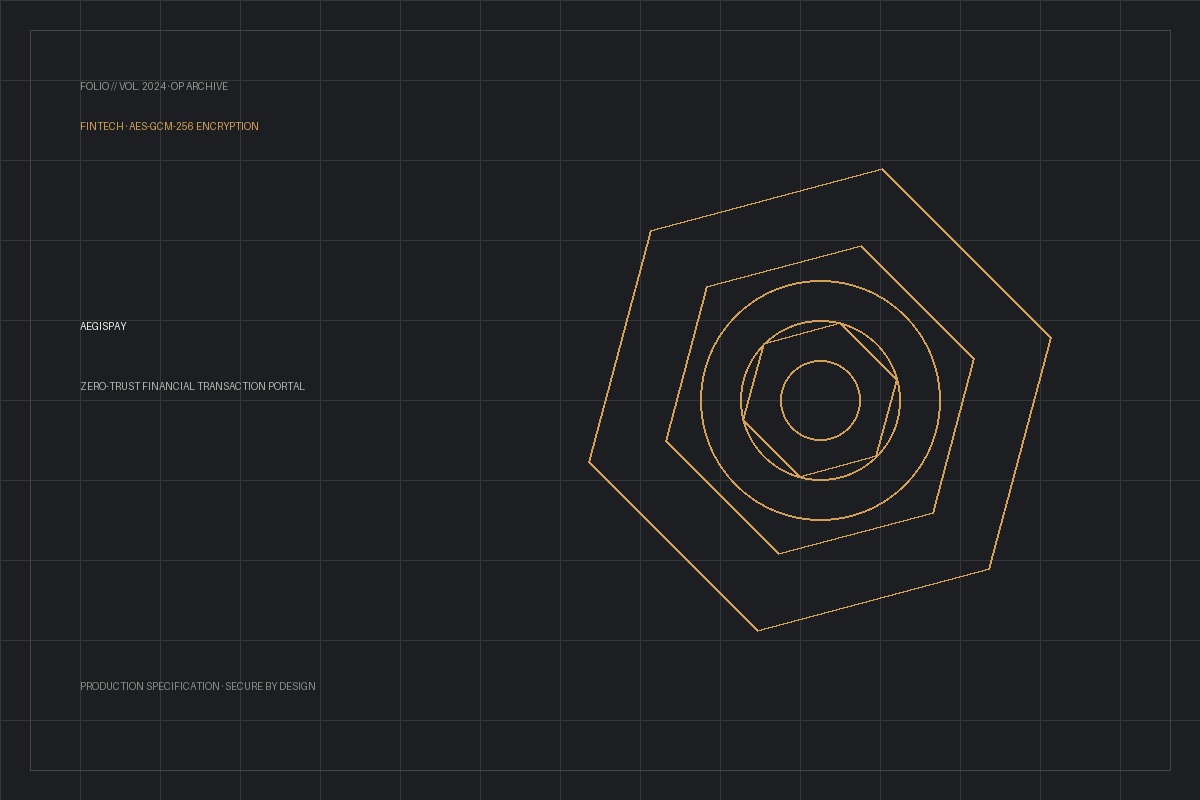 FOLIO // VOL. 2024 · OP ARCHIVE
FINTECH · AES-GCM-256 ENCRYPTION
AEGISPAY
ZERO-TRUST FINANCIAL TRANSACTION PORTAL
PRODUCTION SPECIFICATION · SECURE BY DESIGN